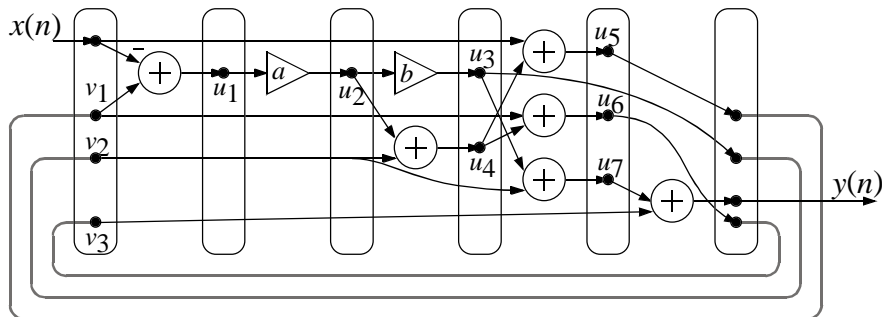 x(n)
−
u5
v1
+
+
a
b
u3
u1
u2
u6
v2
+
+
u4
u7
y(n)
+
+
v3